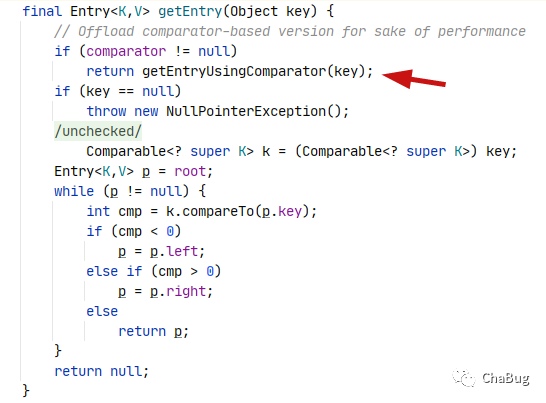 final Entry<K,V> getEntry(Object key) {
    // Offload comparator-based version for sake of performance
    if (comparator != null)
        return getEntryUsingComparator(key);
    if (key == null)
        throw new NullPointerException();
    /unchecked/
        Comparable<? super K> k = (Comparable<? super K>) key;
    Entry<K,V> p = root;
    while (p != null) {
        int cmp = k.compareTo(p.key);
        if (cmp < 0)
            p = p.left;
        else if (cmp > 0)
            p = p.right;
        else
            return p;
    }
    return null;
}
ChaBug